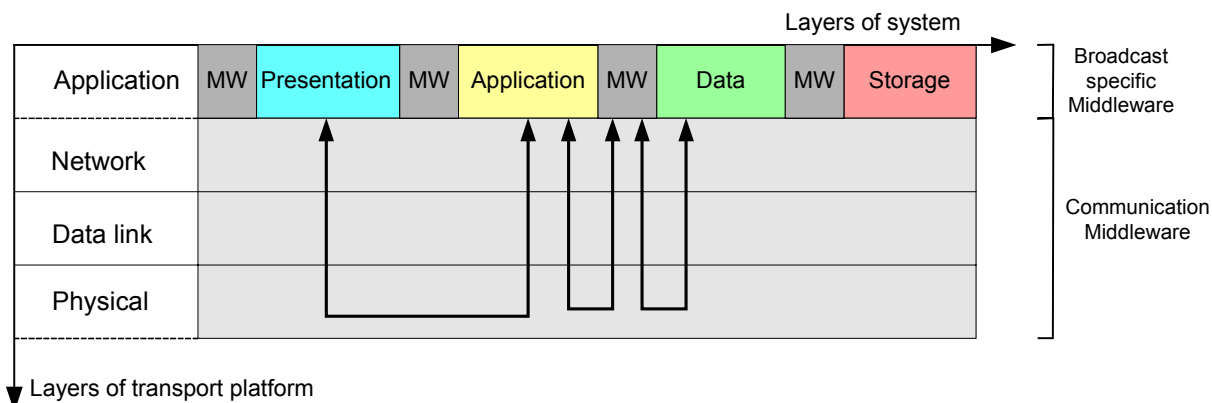 Layers of system
Application
MW
Presentation
MW
Application
MW
Data
MW
Storage
Broadcast
specific
Middleware
Network
Data link
Physical
Communication
Middleware
Layers of transport platform